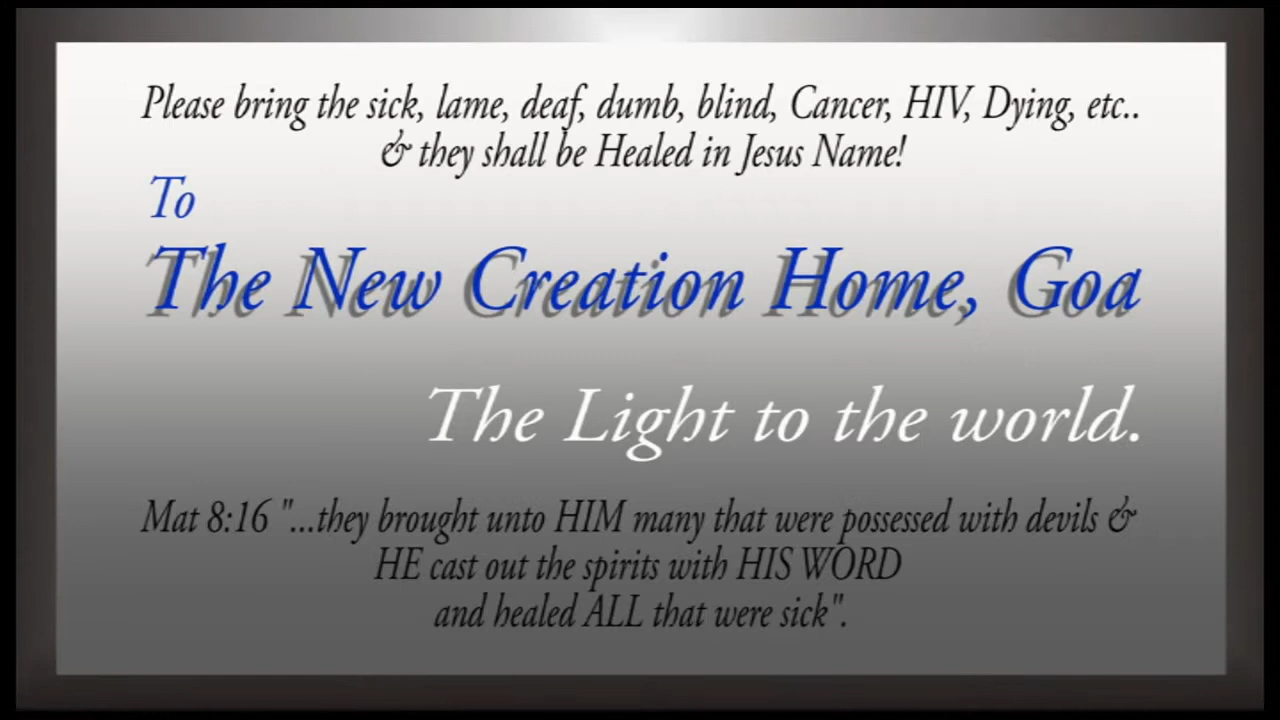 Please bring the sick, lame, deaf, dumb, blind, Cancer, HIV, Dying, etc..
& they shall be Healed in Jesus Name!
To
The New Creation Home, Goa
The Light to the world.
Mat 8:16 "...they brought unto HIM many that were possessed with devils &
HE cast out the spirits with HIS WORD
and healed ALL that were sick".